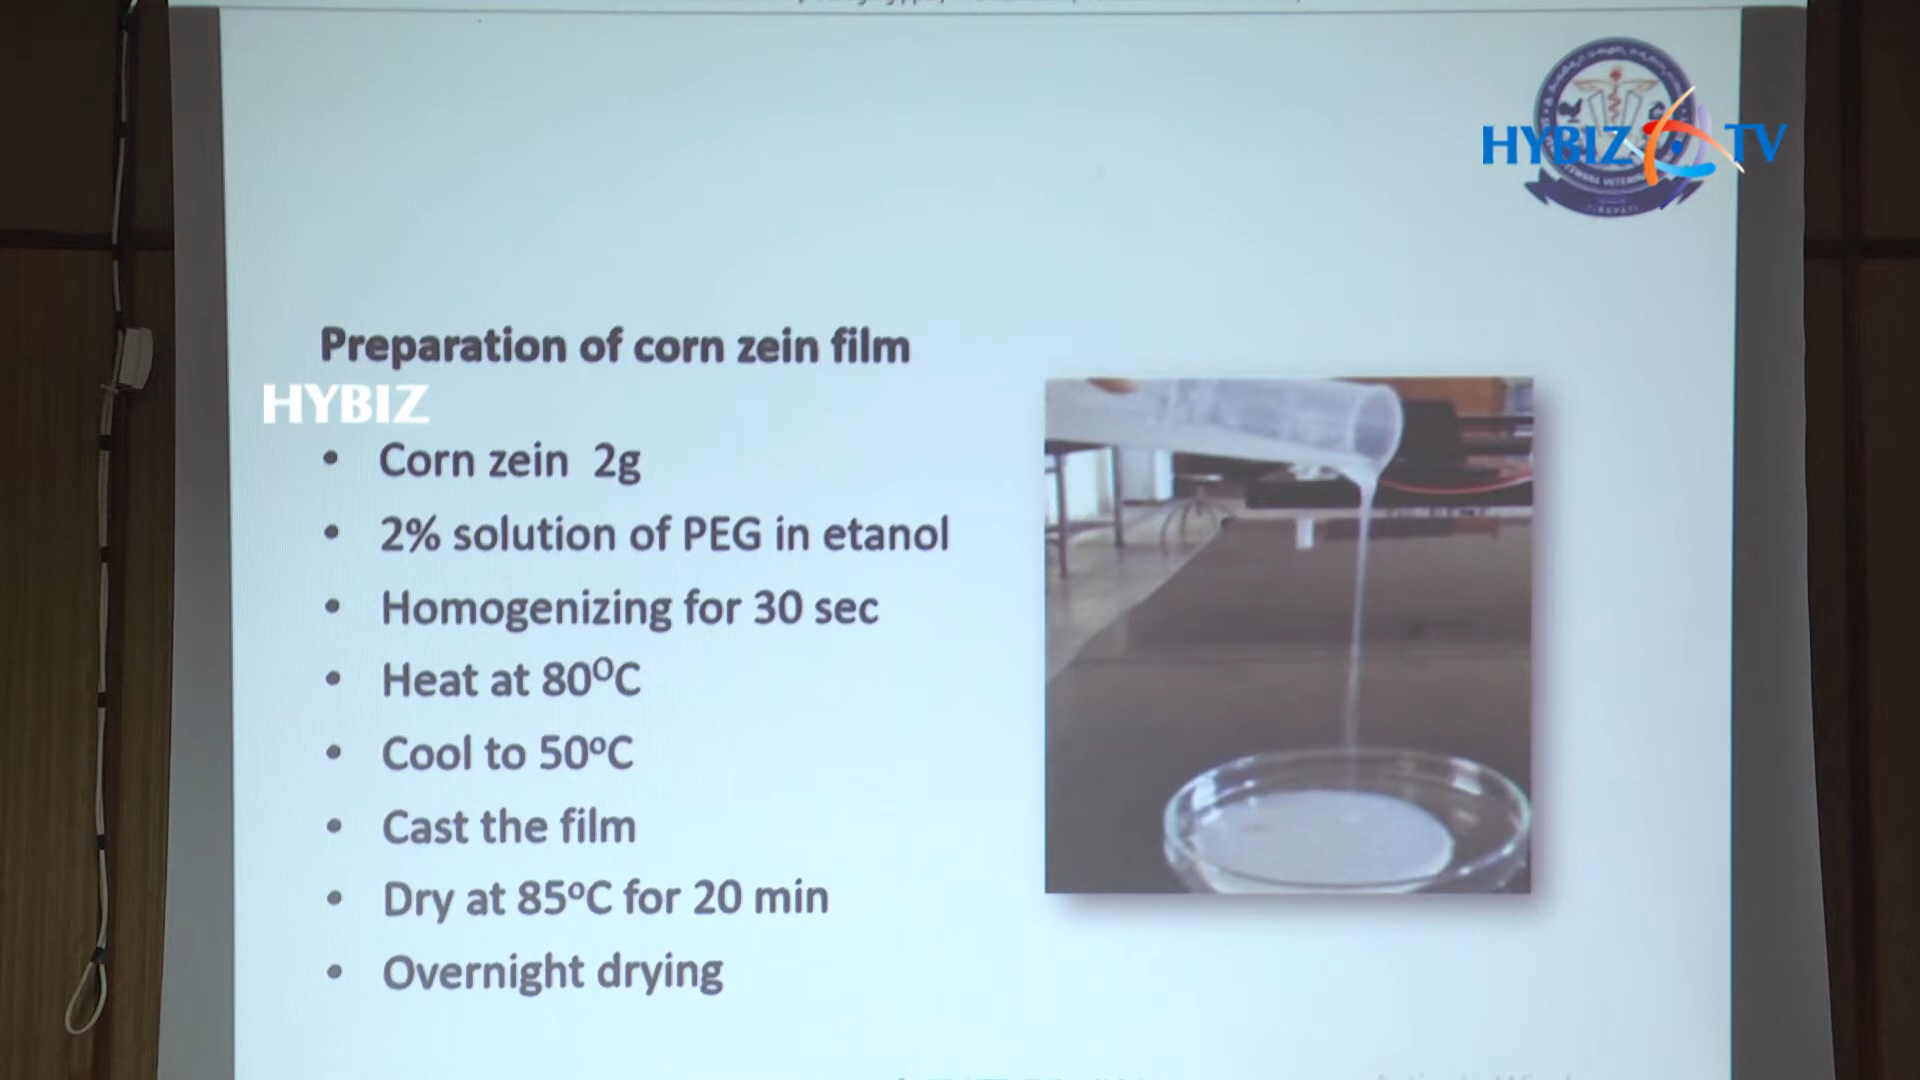 HYBIZ TV
Preparation of corn zein film
HYBIZ
• Corn zein 2g
• 2% solution of PEG in etanol
• Homogenizing for 30 sec
• Heat at 80⁰C
• Cool to 50ºC
• Cast the film
• Dry at 85ºC for 20 min
• Overnight drying